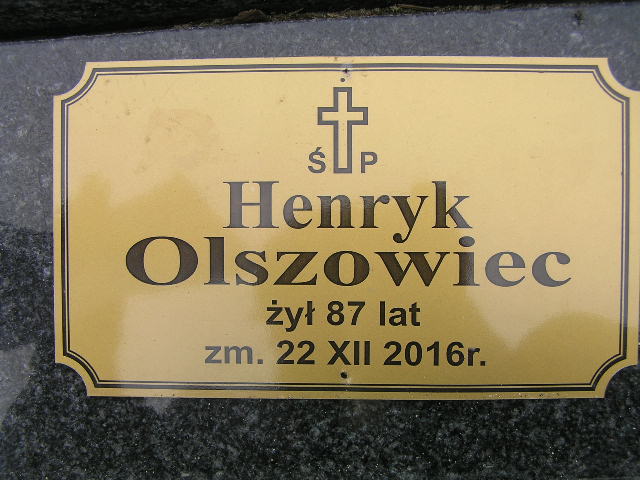 Ś P
Henryk
Olszowiec
żył 87 lat
zm. 22 XII 2016r.